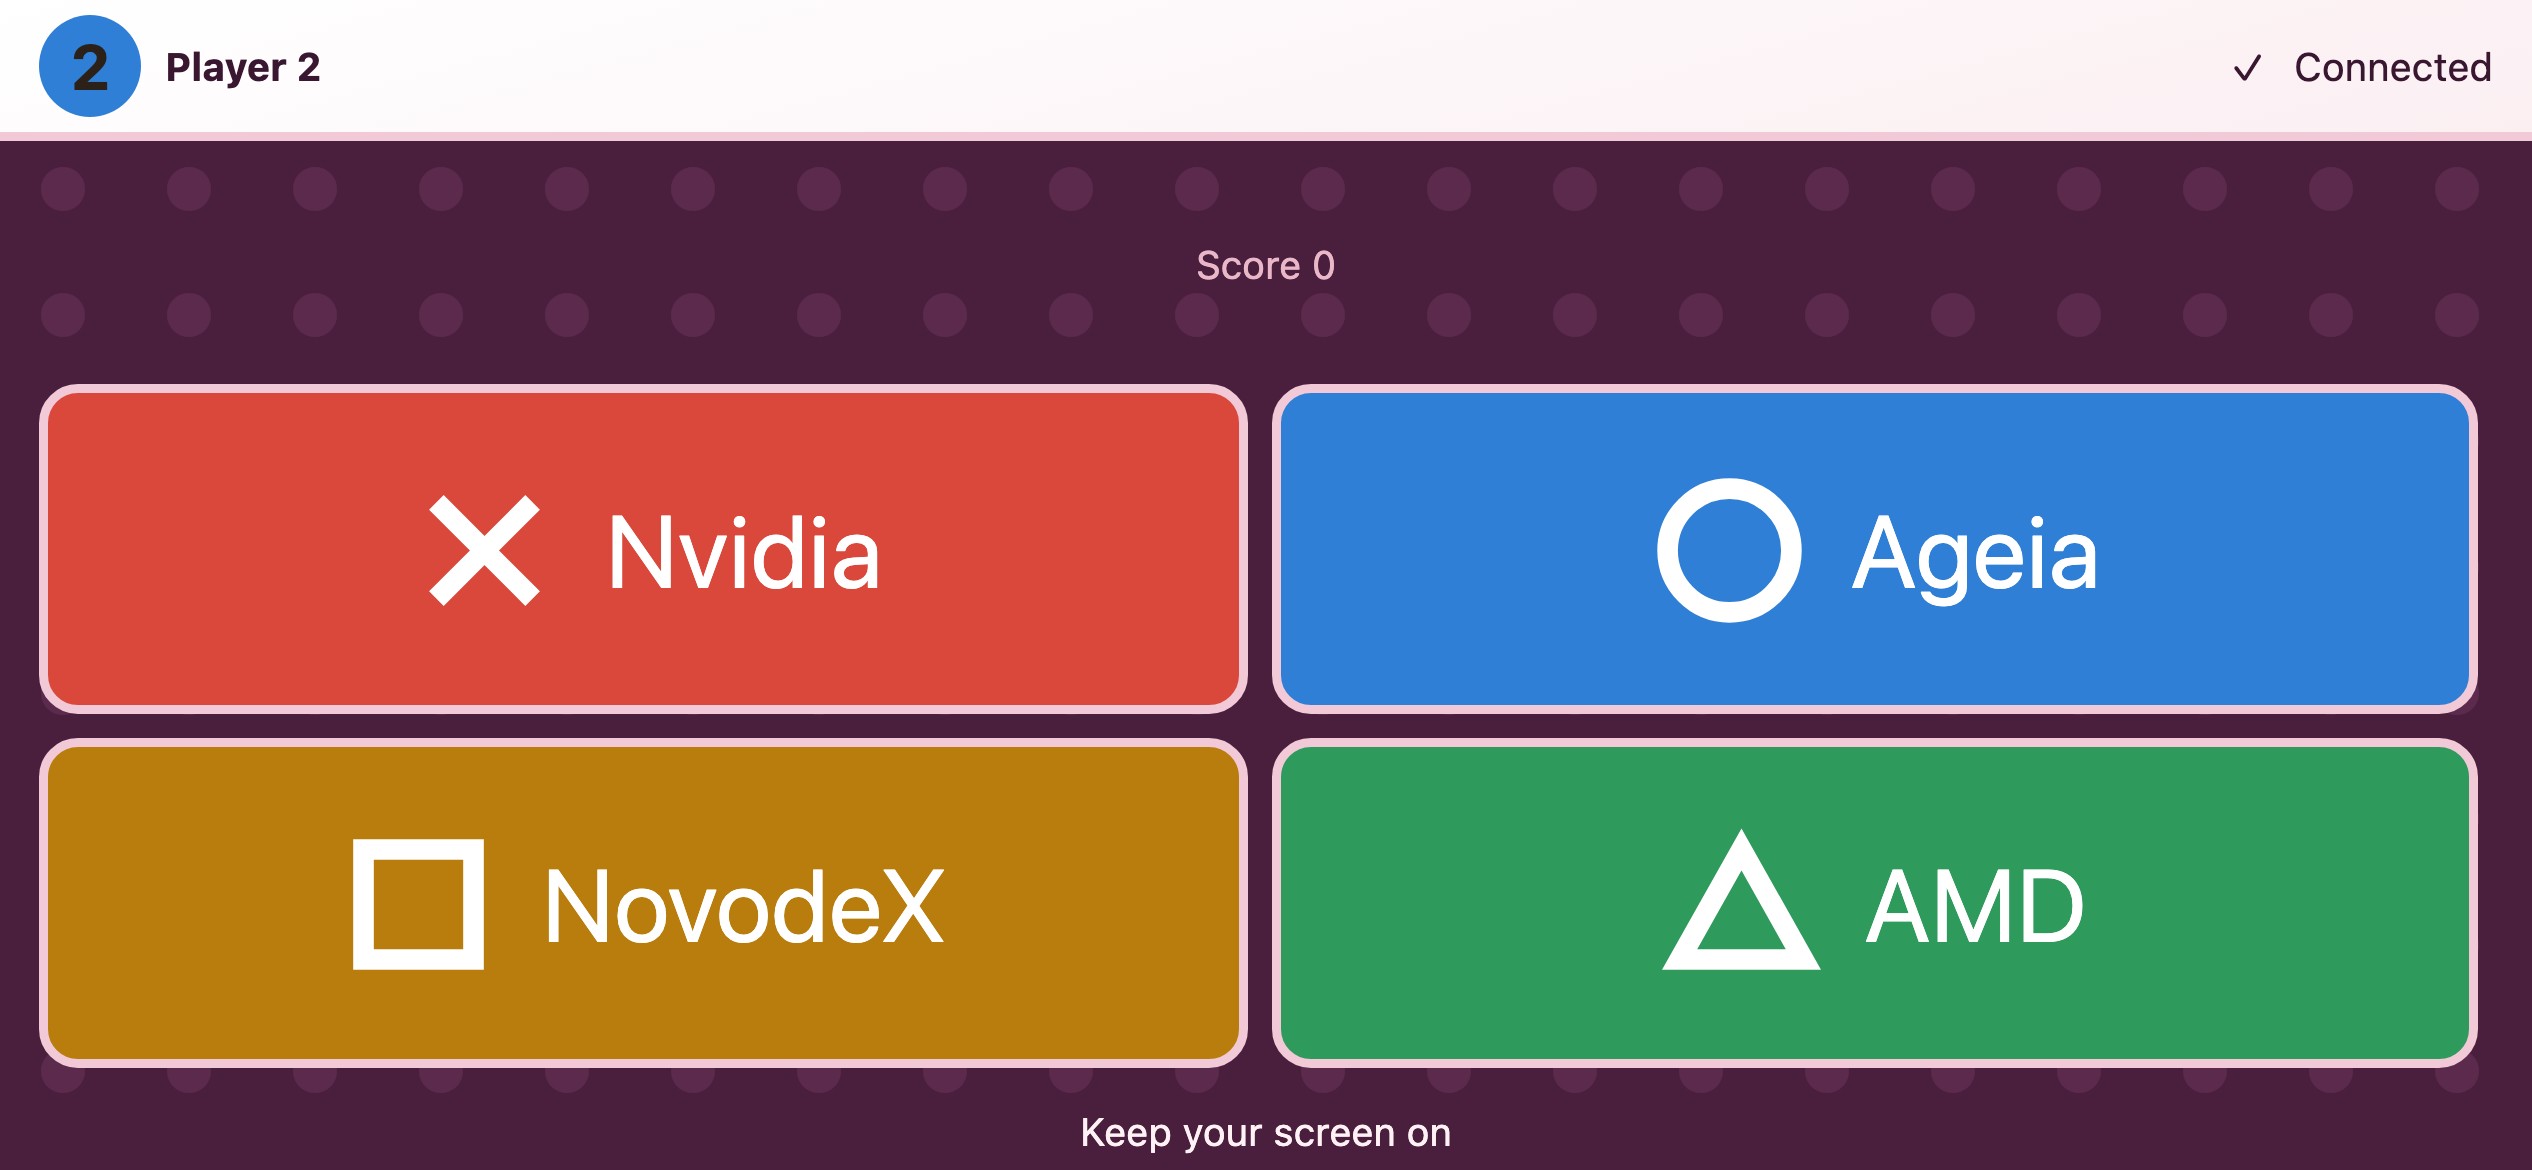 2 Player 2
✓ Connected
Score 0
Nvidia
Ageia
NovodeX
AMD
Keep your screen on